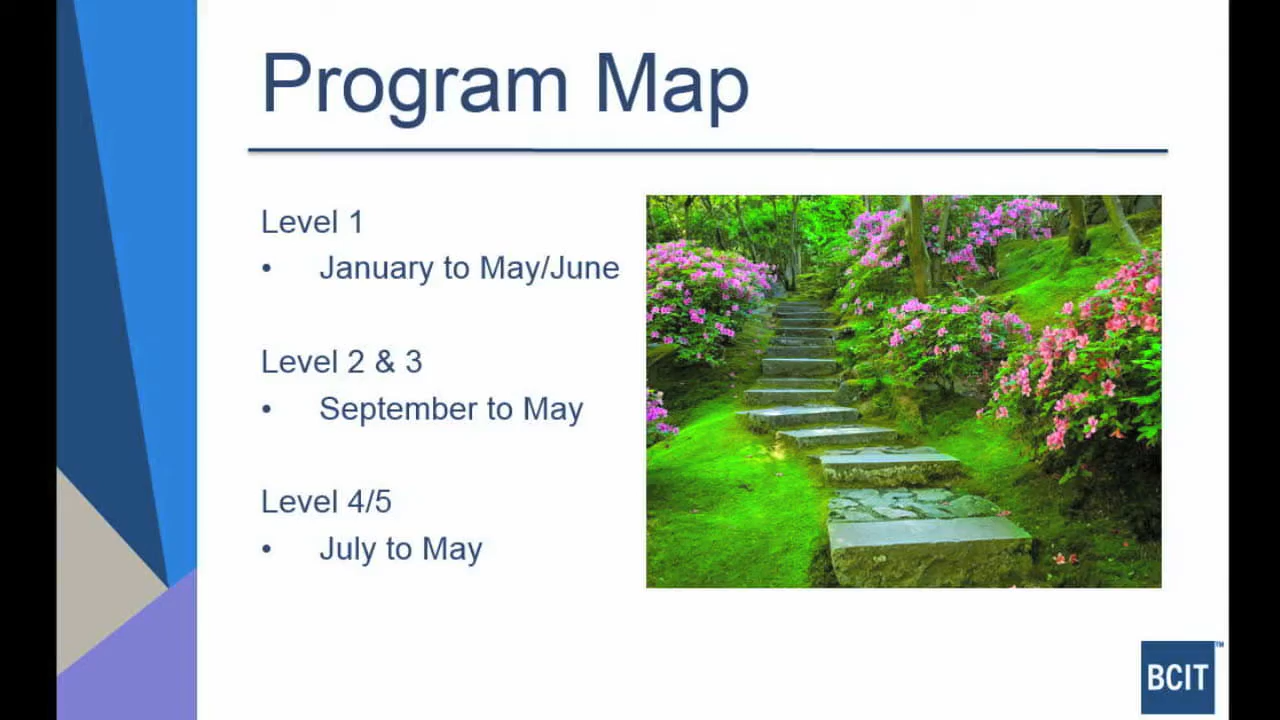 Program Map
Level 1
• January to May/June
Level 2 & 3
• September to May
Level 4/5
• July to May
BCIT™